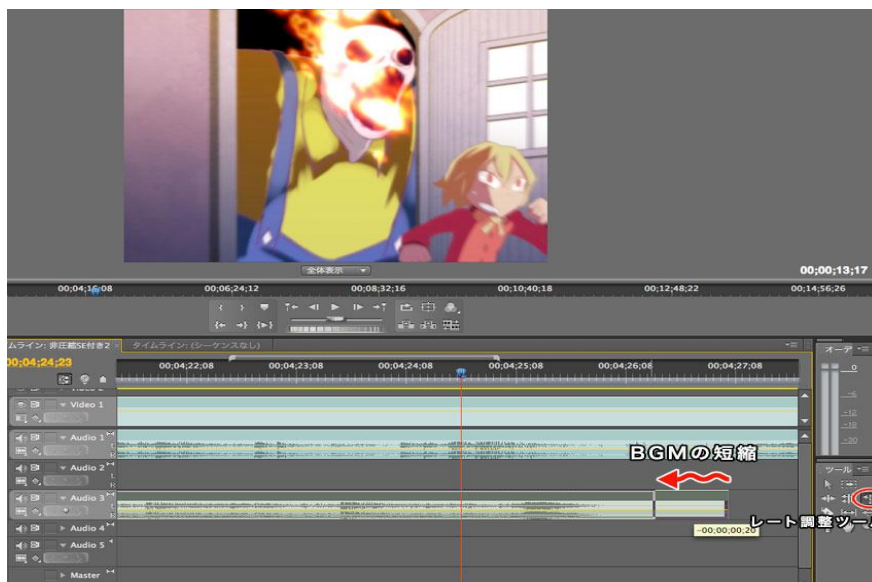 全体表示
00;00;13;17
00;04;16;08 00;06;24;12 00;08;32;16 00;10;40;18 00;12;48;22 00;14;56;26
ムライン: 非圧縮SE付き2 × タイムライン: (シーケンスなし)
オーデ
00;04;24;23
00;04;22;08 00;04;23;08 00;04;24;08 00;04;25;08 00;04;26;08 00;04;27;08
0
-6
-12
-18
-20
Video 1
Audio 1
L
R
BGMの短縮
Audio 2
L
R
ツール
Audio 3
L
R
レート調整ツール
-00;00;00;20
Audio 4
Audio 5
Master